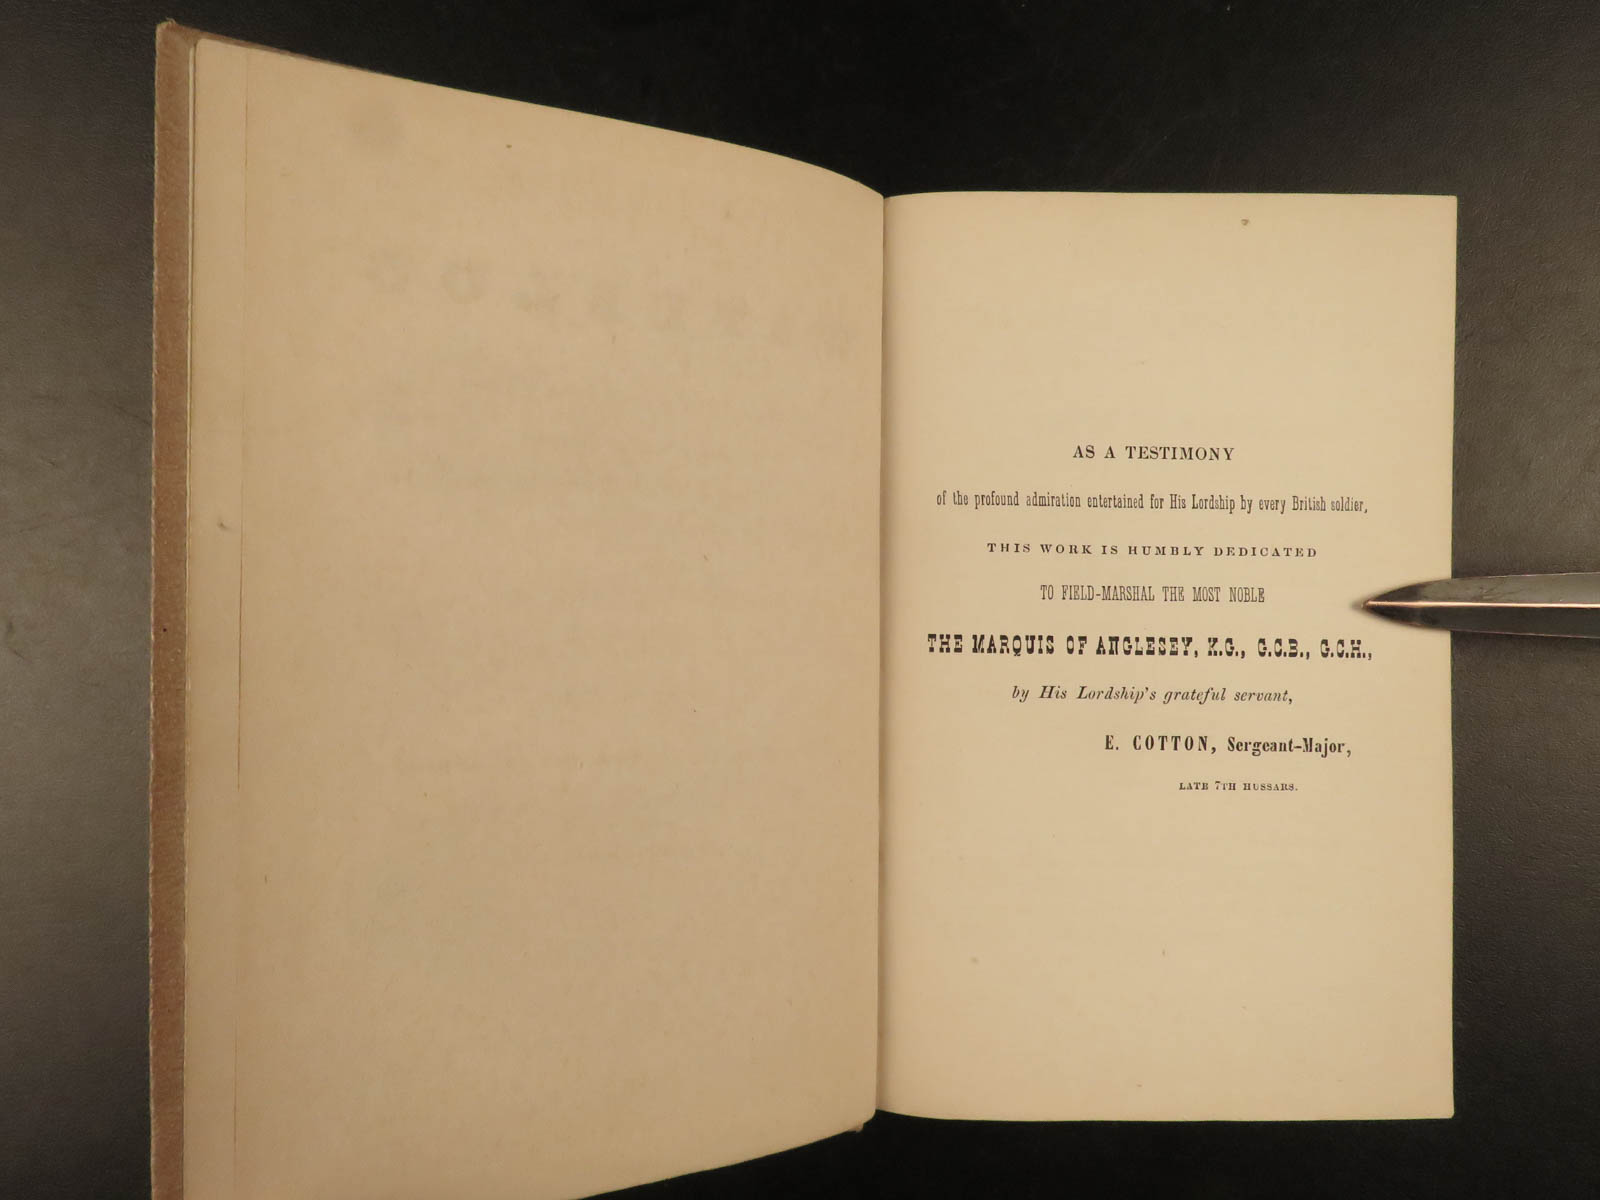 AS A TESTIMONY
of the profound admiration entertained for His Lordship by every British soldier,
THIS WORK IS HUMBLY DEDICATED
TO FIELD-MARSHAL THE MOST NOBLE
THE MARQUIS OF ANGLESEY, K.G., G.C.B., G.C.H.,
by His Lordship's grateful servant,
E. COTTON, Sergeant-Major,
LATE 7TH HUSSARS.